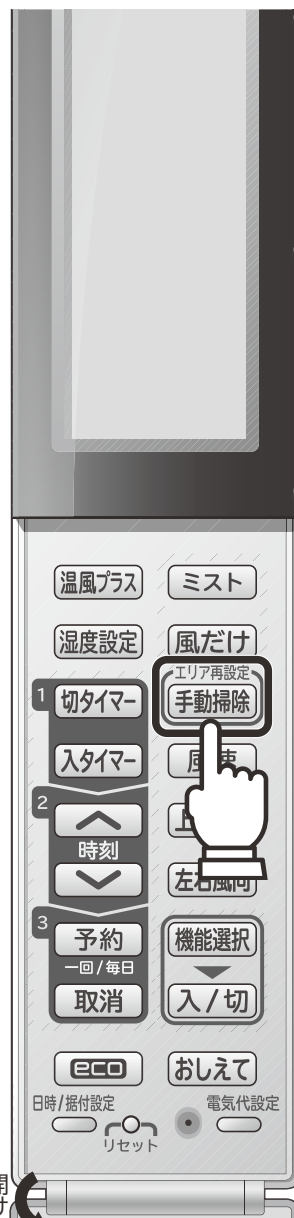 温風プラス ミスト
湿度設定 風だけ
エリア再設定
1 切タイマー 手動掃除
入タイマー
2
時刻
左右風向
3 予約 機能選択
一回/毎日
取消 入/切
eco おしえて
日時/据付設定 電気代設定
リセット